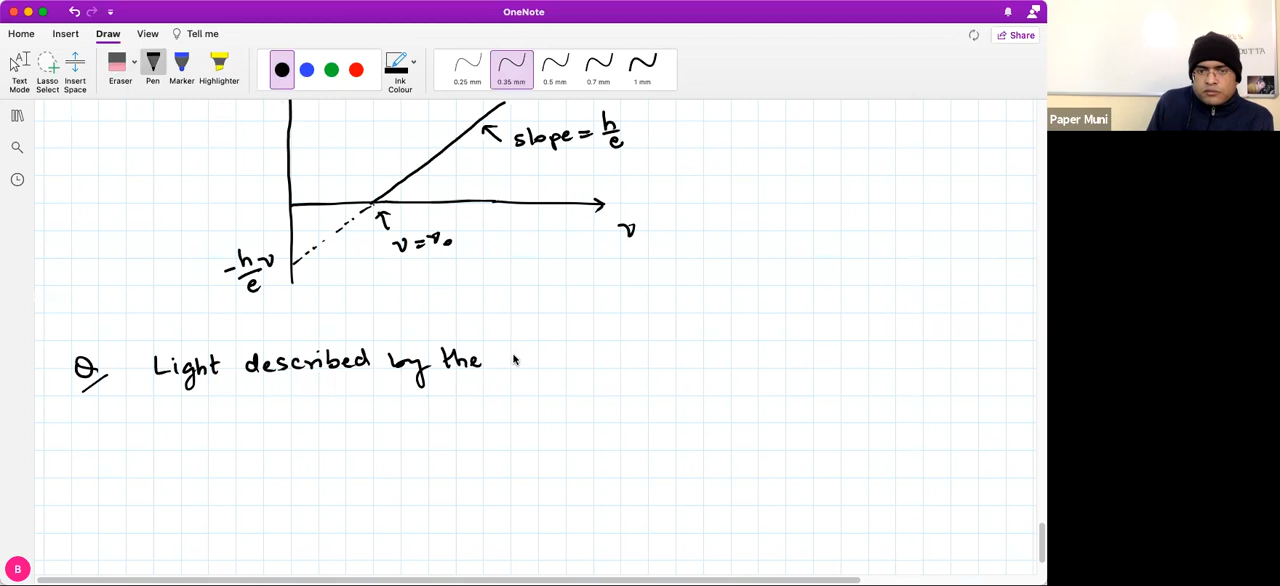 OneNote
Home Insert Draw View Tell me
Share
Text Mode
Lasso Select
Insert Space
Eraser
Pen
Marker
Highlighter
Ink Colour
0.25 mm
0.35 mm
0.5 mm
0.7 mm
1 mm
Paper Muni
slope = h/e
ν
ν = ν₀
-h/e ν
Q Light described by the
B